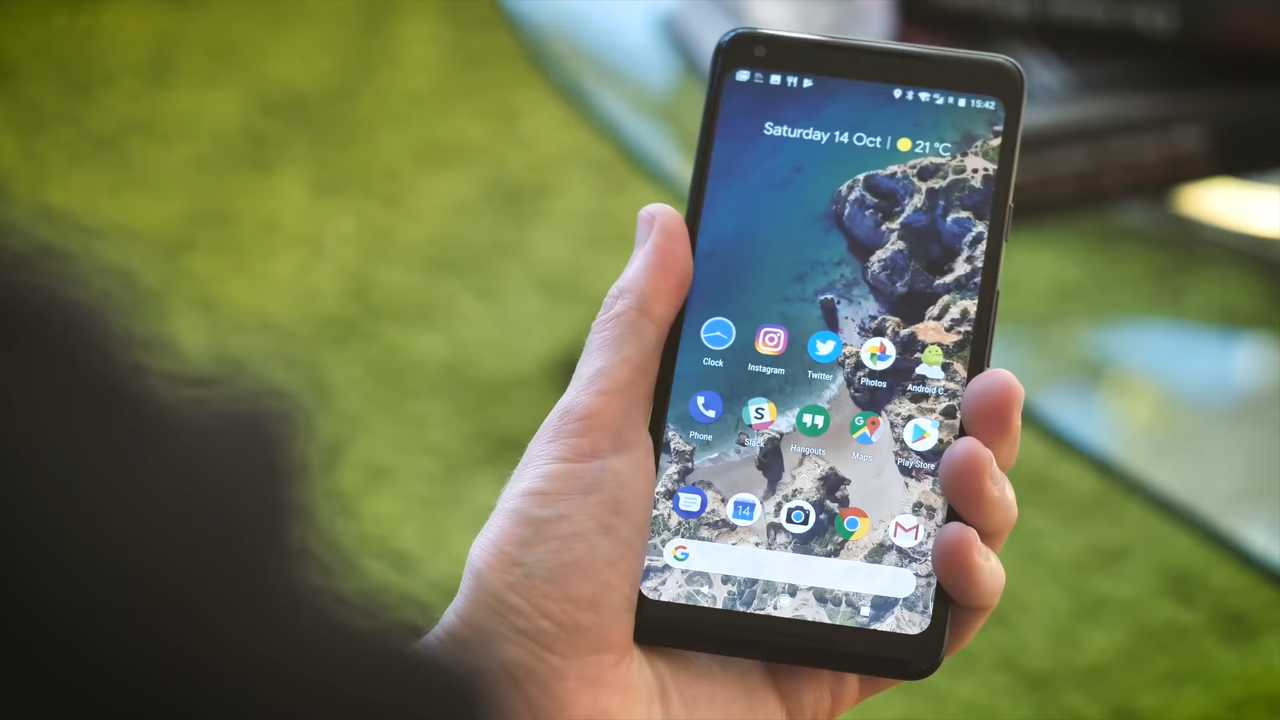 15:42
Saturday 14 Oct | 21 °C
Clock Instagram Twitter Photos Android C..
Phone Slack Hangouts Maps Play Store
14